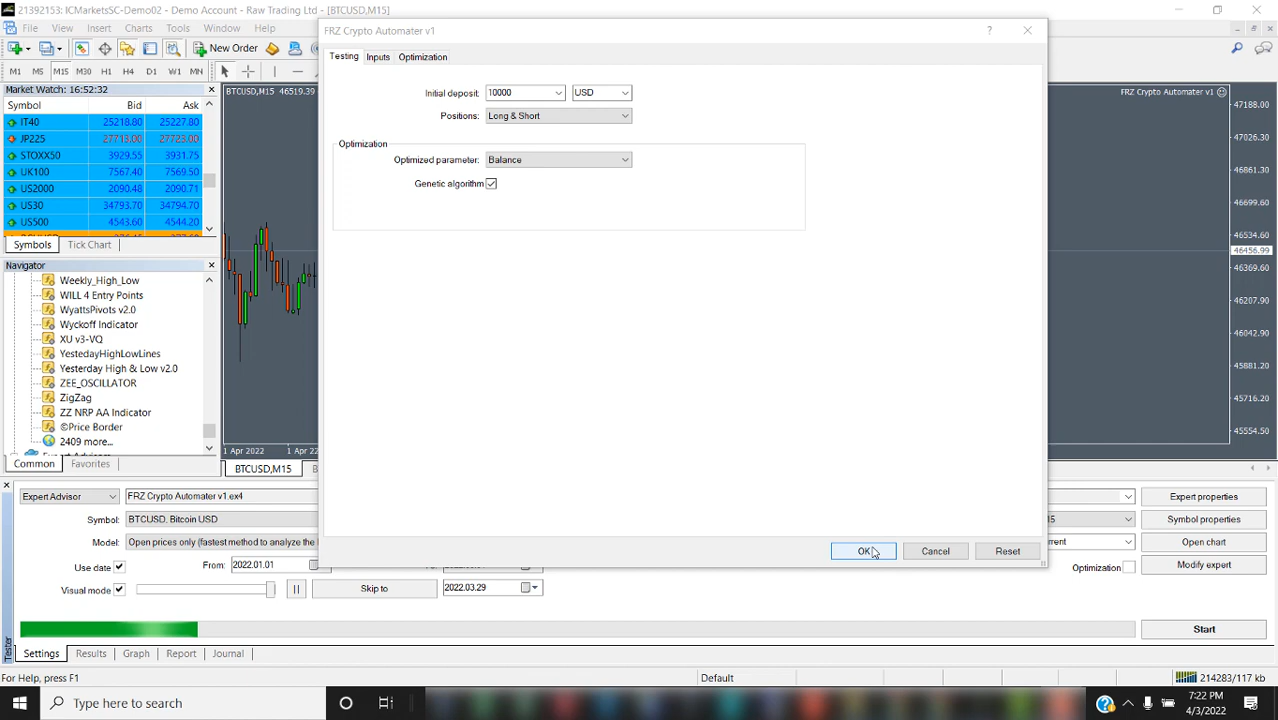 21392153: ICMarketsSC-Demo02 - Demo Account - Raw Trading Ltd - [BTCUSD,M15]
File View Insert Charts Tools Window Help
New Order
M1 M5 M15 M30 H1 H4 D1 W1 MN
Market Watch: 16:52:32
Symbol Bid Ask
IT40 25218.80 25227.80
JP225 27713.00 27723.00
STOXX50 3929.55 3931.75
UK100 7567.40 7569.50
US2000 2090.48 2090.71
US30 34793.70 34794.70
US500 4543.60 4544.20
Symbols Tick Chart
Navigator
Weekly_High_Low
WILL 4 Entry Points
WyattsPivots v2.0
Wyckoff Indicator
XU v3-VQ
YestedayHighLowLines
Yesterday High & Low v2.0
ZEE_OSCILLATOR
ZigZag
ZZ NRP AA Indicator
©Price Border
2409 more...
Common Favorites
BTCUSD,M15 46519.39
FRZ Crypto Automater v1
47188.00
47026.30
46861.30
46699.60
46534.60
46456.99
46369.60
46207.90
46042.90
45881.20
45716.20
45554.50
1 Apr 2022 1 Apr 22
BTCUSD,M15
FRZ Crypto Automater v1
?
Testing Inputs Optimization
Initial deposit: 10000 USD
Positions: Long & Short
Optimization
Optimized parameter: Balance
Genetic algorithm
OK Cancel Reset
Expert Advisor FRZ Crypto Automater v1.ex4 Expert properties
Symbol: BTCUSD, Bitcoin USD Symbol properties
Model: Open prices only (fastest method to analyze the Open chart
Use date From: 2022.01.01 Optimization Modify expert
Visual mode Skip to 2022.03.29
Start
Tester
Settings Results Graph Report Journal
For Help, press F1 Default 214283/117 kb
Type here to search
7:22 PM
4/3/2022